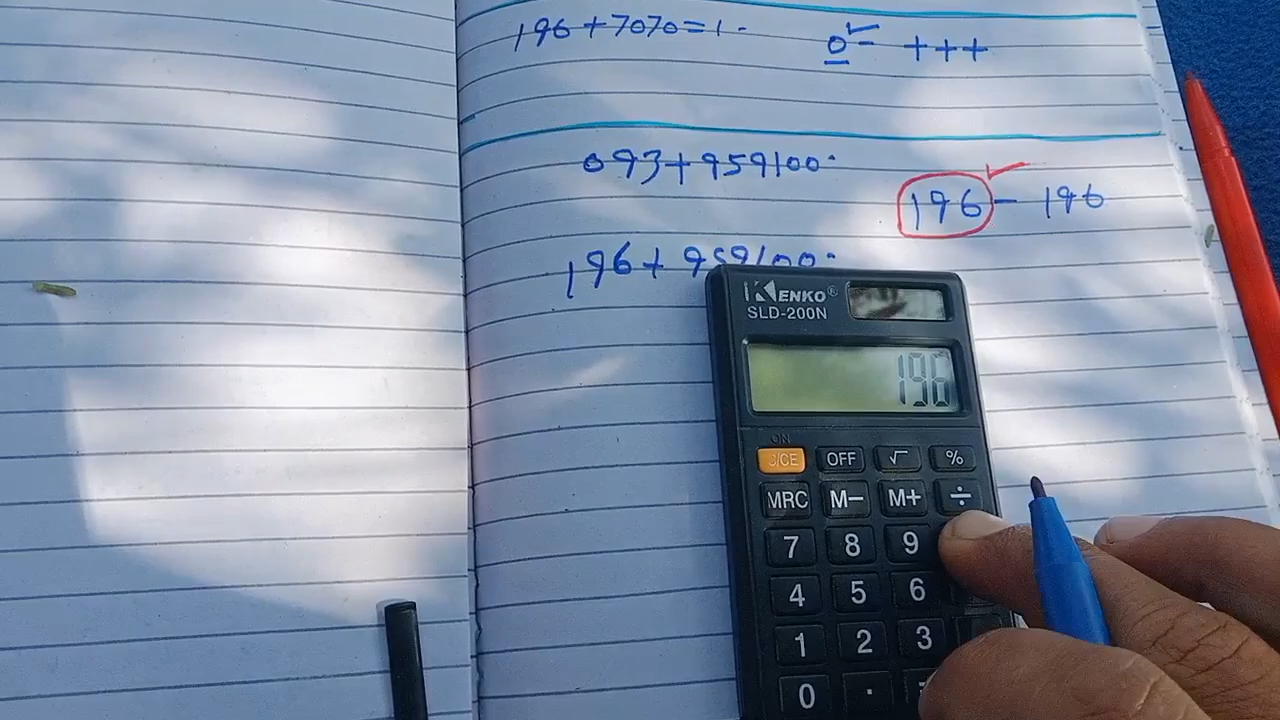 196+7070=1..
0- +++
093+959100.
196 - 196
196+959100.
KENKO®
SLD-200N
196
ON
C/CE OFF √ %
MRC M− M+ ÷
7 8 9
4 5 6
1 2 3
0 .